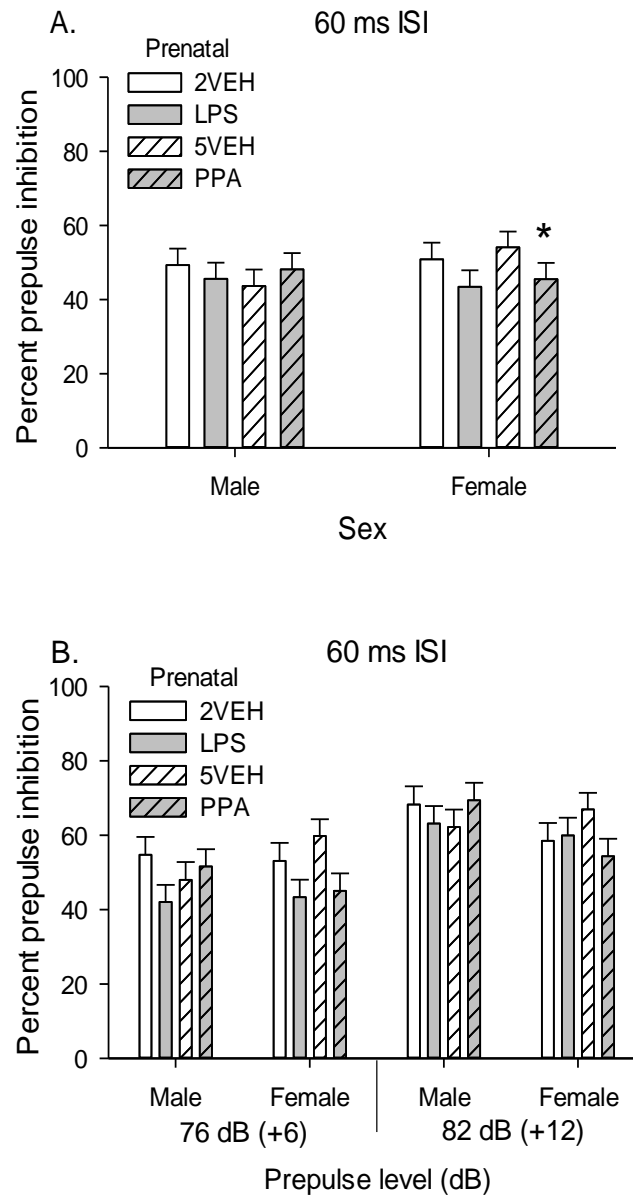 A. 60 ms ISI
Prenatal
2VEH
LPS
5VEH
PPA
100
80
60
40
20
0
Percent prepulse inhibition
*
Male Female
Sex
B. 60 ms ISI
Prenatal
2VEH
LPS
5VEH
PPA
100
80
60
40
20
0
Percent prepulse inhibition
Male Female Male Female
76 dB (+6) 82 dB (+12)
Prepulse level (dB)